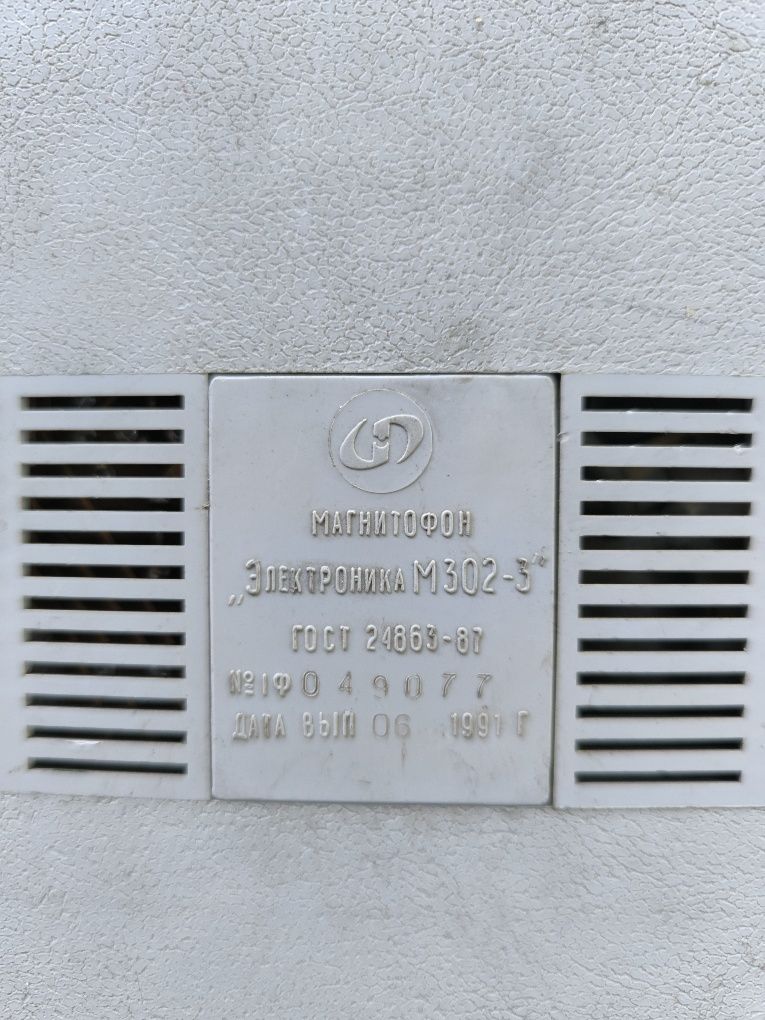 МАГНИТОФОН
„Электроника М302-3"
ГОСТ 24863-87
№1Ф049077
ДАТА ВЫП 06 1991 Г